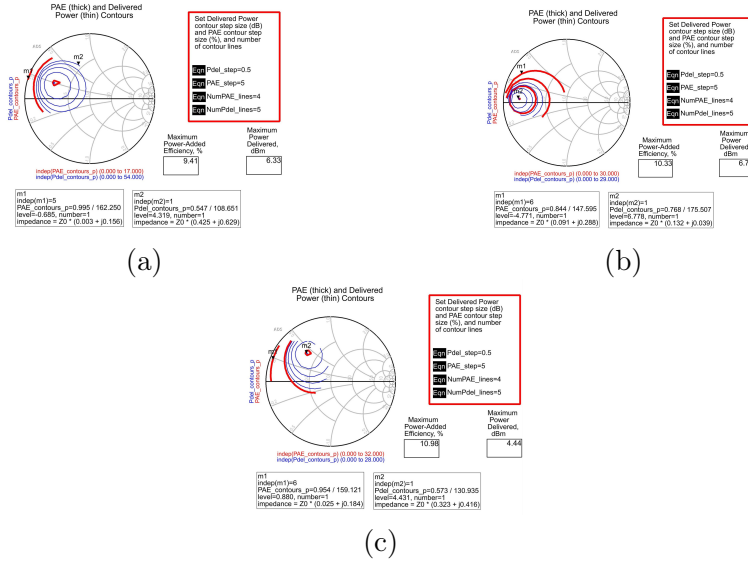 PAE (thick) and Delivered
Power (thin) Contours
m2
m1
Pdel_contours_p
PAE_contours_p
indep(PAE_contours_p) (0.000 to 17.000)
indep(Pdel_contours_p) (0.000 to 54.000)
Set Delivered Power
contour step size (dB)
and PAE contour step
size (%), and number
of contour lines
Eqn Pdel_step=0.5
Eqn PAE_step=5
Eqn NumPAE_lines=4
Eqn NumPdel_lines=5
Maximum
Power-Added
Efficiency, %
9.41
Maximum
Power
Delivered,
dBm
6.33
m1
indep(m1)=5
PAE_contours_p=0.995 / 162.250
level=-0.685, number=1
impedance = Z0 * (0.003 + j0.156)
m2
indep(m2)=1
Pdel_contours_p=0.547 / 108.651
level=4.319, number=1
impedance = Z0 * (0.425 + j0.629)
(a)
PAE (thick) and Delivered
Power (thin) Contours
m1
m2
Pdel_contours_p
PAE_contours_p
indep(PAE_contours_p) (0.000 to 30.000)
indep(Pdel_contours_p) (0.000 to 29.000)
Set Delivered Power
contour step size (dB)
and PAE contour step
size (%), and number
of contour lines
Eqn Pdel_step=0.5
Eqn PAE_step=5
Eqn NumPAE_lines=4
Eqn NumPdel_lines=5
Maximum
Power-Added
Efficiency, %
10.33
Maximum
Power
Delivered,
dBm
6.7
m1
indep(m1)=6
PAE_contours_p=0.844 / 147.595
level=-4.771, number=1
impedance = Z0 * (0.091 + j0.288)
m2
indep(m2)=1
Pdel_contours_p=0.768 / 175.507
level=6.778, number=1
impedance = Z0 * (0.132 + j0.039)
(b)
PAE (thick) and Delivered
Power (thin) Contours
m2
Pdel_contours_p
PAE_contours_p
indep(PAE_contours_p) (0.000 to 32.000)
indep(Pdel_contours_p) (0.000 to 28.000)
Set Delivered Power
contour step size (dB)
and PAE contour step
size (%), and number
of contour lines
Eqn Pdel_step=0.5
Eqn PAE_step=5
Eqn NumPAE_lines=4
Eqn NumPdel_lines=5
Maximum
Power-Added
Efficiency, %
10.98
Maximum
Power
Delivered,
dBm
4.44
m1
indep(m1)=6
PAE_contours_p=0.954 / 159.121
level=0.880, number=1
impedance = Z0 * (0.025 + j0.184)
m2
indep(m2)=1
Pdel_contours_p=0.573 / 130.935
level=4.431, number=1
impedance = Z0 * (0.323 + j0.416)
(c)